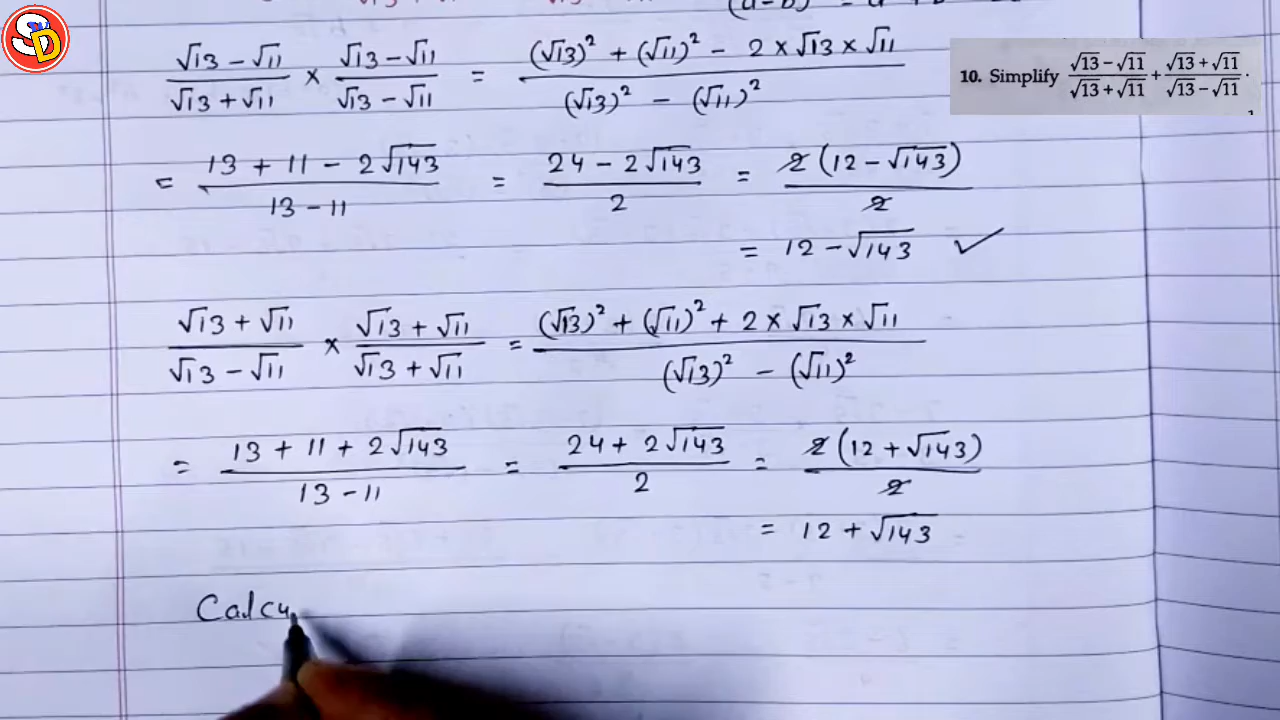 SD
(√13 − √11)/(√13 + √11) × (√13 − √11)/(√13 − √11) = ((√13)² + (√11)² − 2 × √13 × √11)/((√13)² − (√11)²)
10. Simplify (√13 − √11)/(√13 + √11) + (√13 + √11)/(√13 − √11).
= (13 + 11 − 2√143)/(13 − 11) = (24 − 2√143)/2 = 2(12 − √143)/2
= 12 − √143 ✓
(√13 + √11)/(√13 − √11) × (√13 + √11)/(√13 + √11) = ((√13)² + (√11)² + 2 × √13 × √11)/((√13)² − (√11)²)
= (13 + 11 + 2√143)/(13 − 11) = (24 + 2√143)/2 = 2(12 + √143)/2
= 12 + √143
Calcu